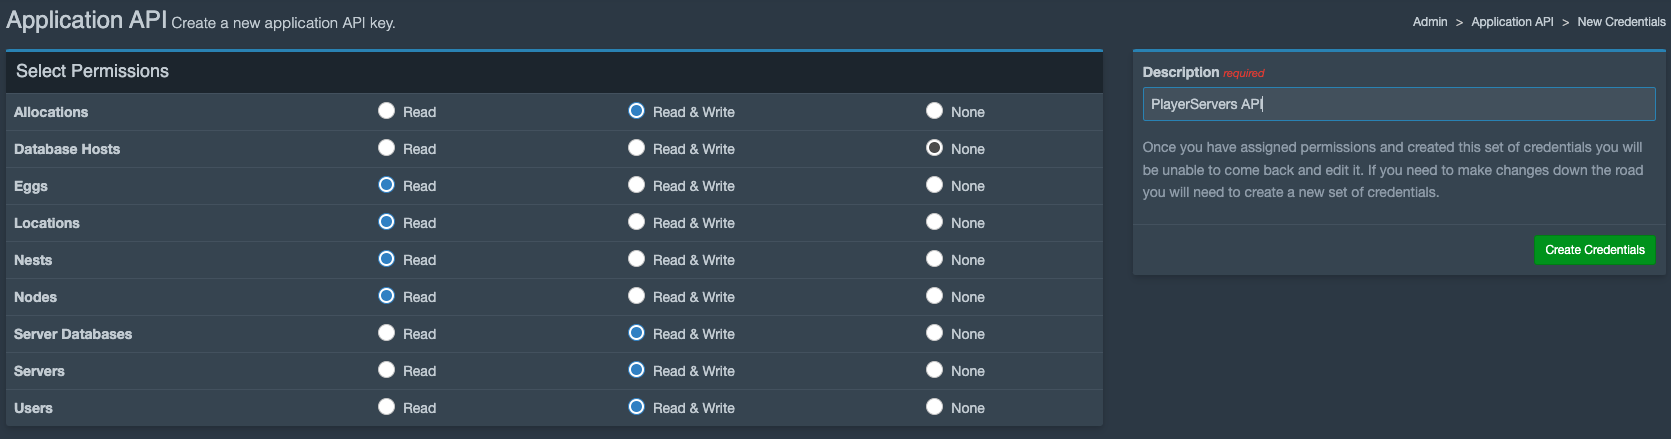 Application API Create a new application API key.
Admin > Application API > New Credentials
Select Permissions
Allocations Read Read & Write None
Database Hosts Read Read & Write None
Eggs Read Read & Write None
Locations Read Read & Write None
Nests Read Read & Write None
Nodes Read Read & Write None
Server Databases Read Read & Write None
Servers Read Read & Write None
Users Read Read & Write None
Description required
PlayerServers API
Once you have assigned permissions and created this set of credentials you will
be unable to come back and edit it. If you need to make changes down the road
you will need to create a new set of credentials.
Create Credentials